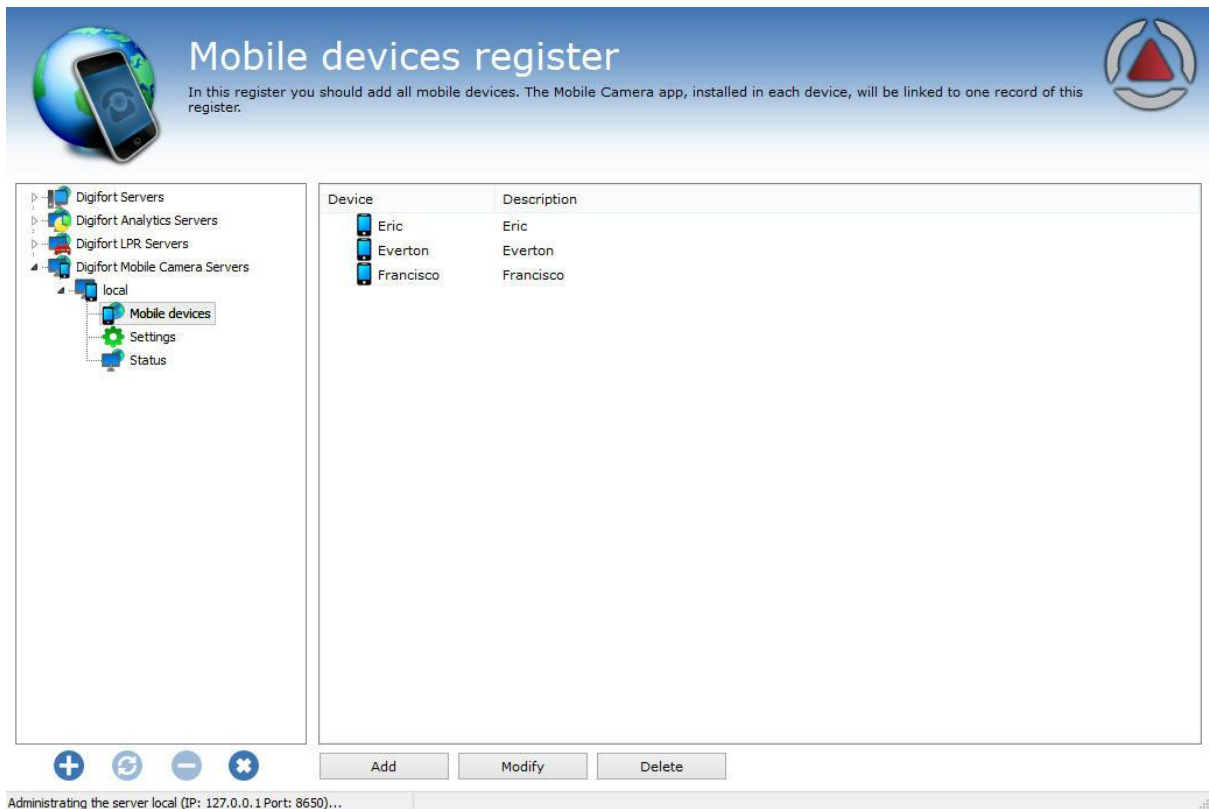 Mobile devices register
In this register you should add all mobile devices. The Mobile Camera app, installed in each device, will be linked to one record of this
register.
Digifort Servers
Digifort Analytics Servers
Digifort LPR Servers
Digifort Mobile Camera Servers
local
Mobile devices
Settings
Status
Device Description
Eric Eric
Everton Everton
Francisco Francisco
Add Modify Delete
Administrating the server local (IP: 127.0.0.1 Port: 8650)...